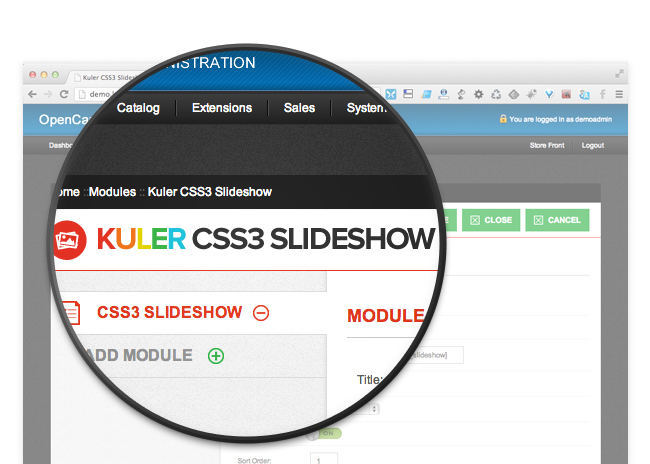 Kuler CSS3 Slides
demo.
NISTRATION
OpenCa
You are logged in as demoadmin
Dashbo
Catalog Extensions Sales System
Store Front Logout
ome :: Modules :: Kuler CSS3 Slideshow
E CLOSE CANCEL
KULER CSS3 SLIDESHOW
CSS3 SLIDESHOW
MODULE
ADD MODULE
slideshow]
Title:
ON
Sort Order: 1